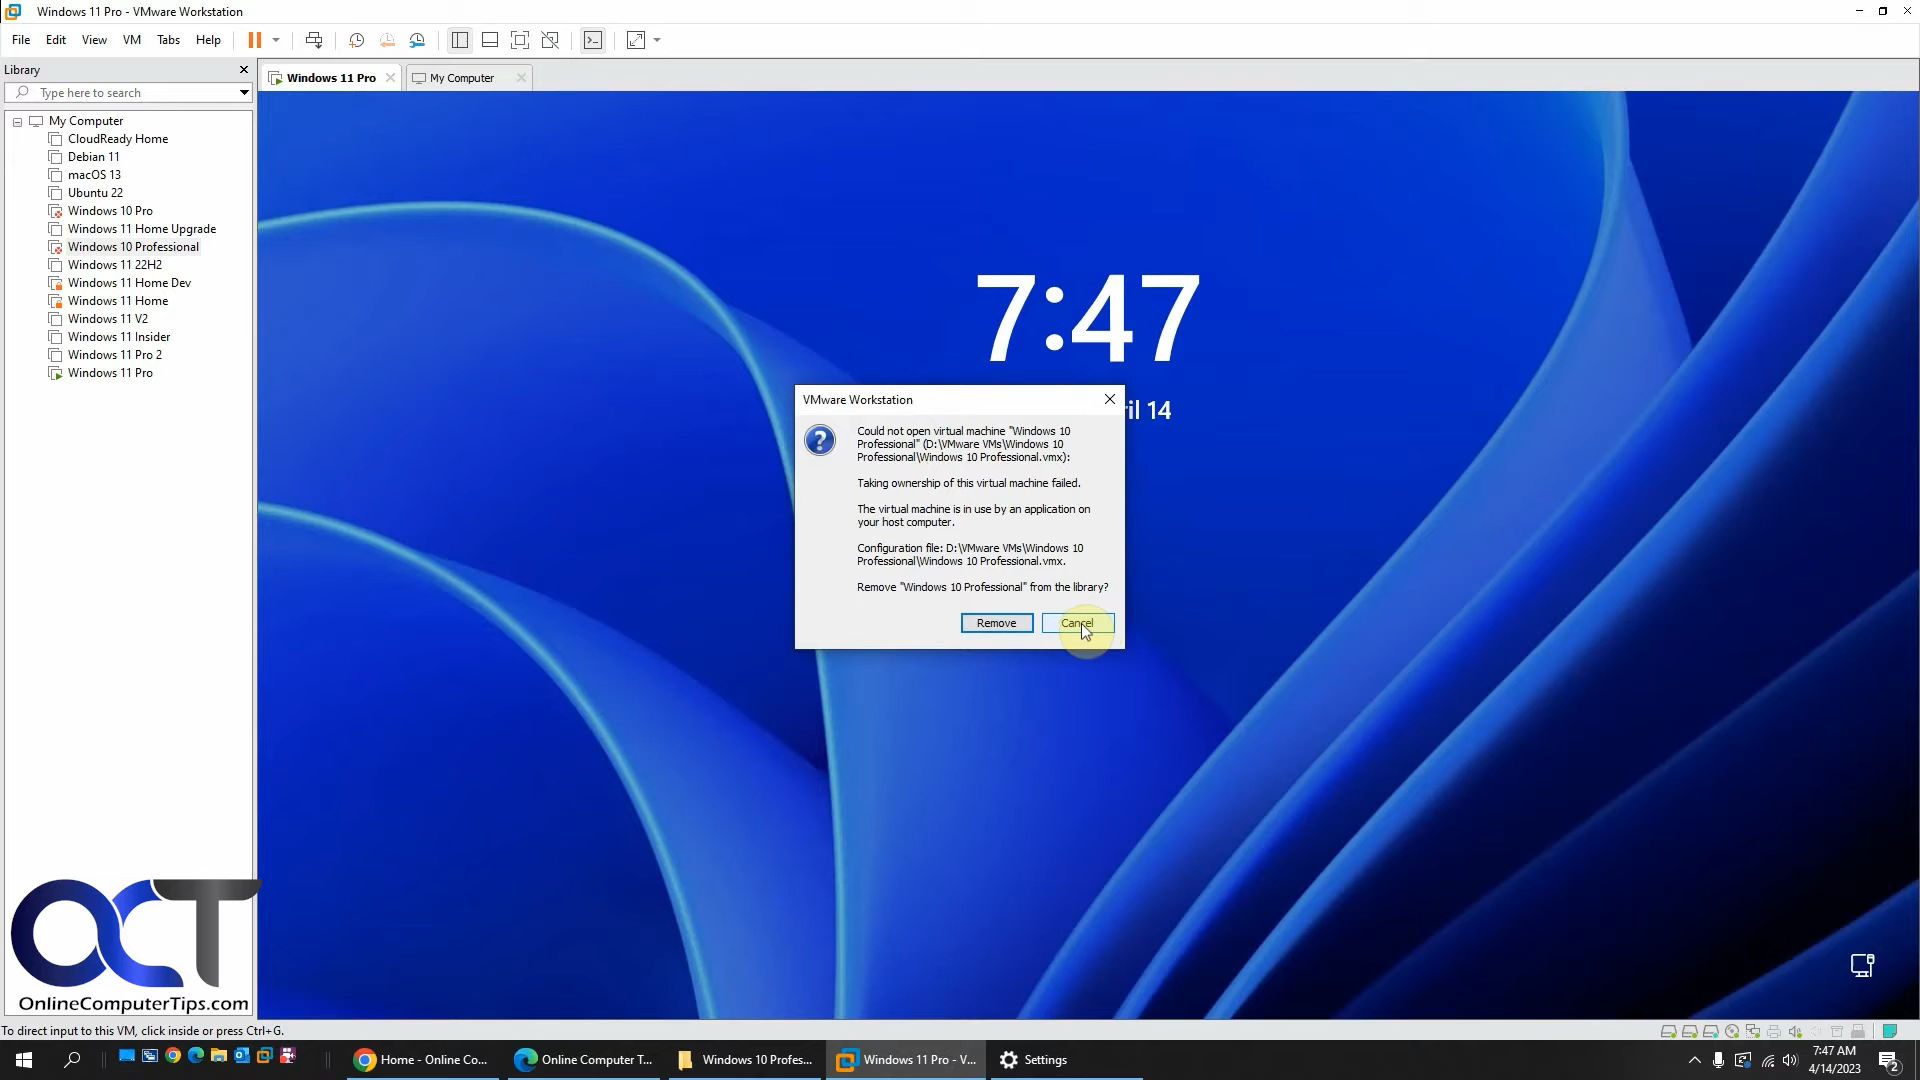 Windows 11 Pro - VMware Workstation
File Edit View VM Tabs Help
Library
Type here to search
Windows 11 Pro
My Computer
My Computer
CloudReady Home
Debian 11
macOS 13
Ubuntu 22
Windows 10 Pro
Windows 11 Home Upgrade
Windows 10 Professional
Windows 11 22H2
Windows 11 Home Dev
Windows 11 Home
Windows 11 V2
Windows 11 Insider
Windows 11 Pro 2
Windows 11 Pro
7:47
il 14
VMware Workstation
Could not open virtual machine "Windows 10
Professional" (D:\VMware VMs\Windows 10
Professional\Windows 10 Professional.vmx):
Taking ownership of this virtual machine failed.
The virtual machine is in use by an application on
your host computer.
Configuration file: D:\VMware VMs\Windows 10
Professional\Windows 10 Professional.vmx.
Remove "Windows 10 Professional" from the library?
Remove Cancel
OCT
OnlineComputerTips.com
To direct input to this VM, click inside or press Ctrl+G.
Home - Online Co...
Online Computer T...
Windows 10 Profes...
Windows 11 Pro - V...
Settings
7:47 AM
4/14/2023
2